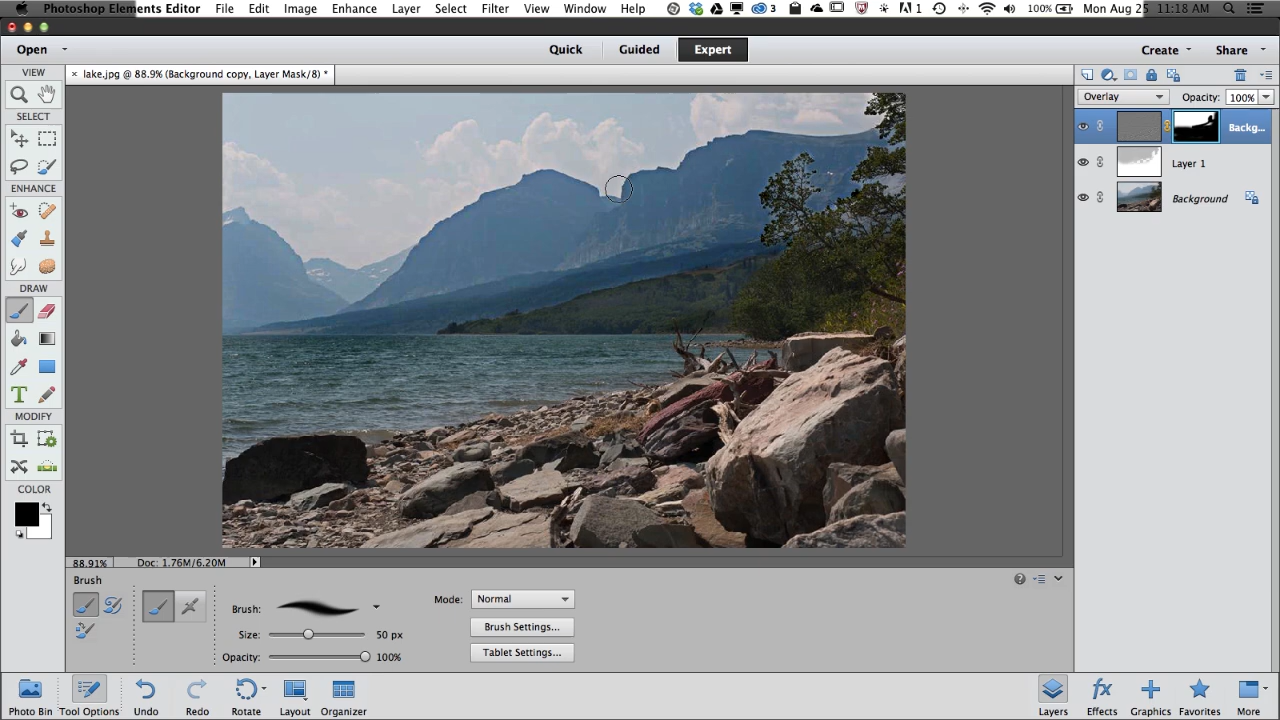 Photoshop Elements Editor File Edit Image Enhance Layer Select Filter View Window Help 3 1 100% Mon Aug 25 11:18 AM
Open Quick Guided Expert Create Share
VIEW × lake.jpg @ 88.9% (Background copy, Layer Mask/8) *
Overlay Opacity: 100%
SELECT
Backg...
Layer 1
ENHANCE
Background
DRAW
T
MODIFY
COLOR
88.91% Doc: 1.76M/6.20M
Brush
Mode: Normal
Brush:
Brush Settings...
Size: 50 px
Tablet Settings...
Opacity: 100%
Photo Bin Tool Options Undo Redo Rotate Layout Organizer fx Layers Effects Graphics Favorites More